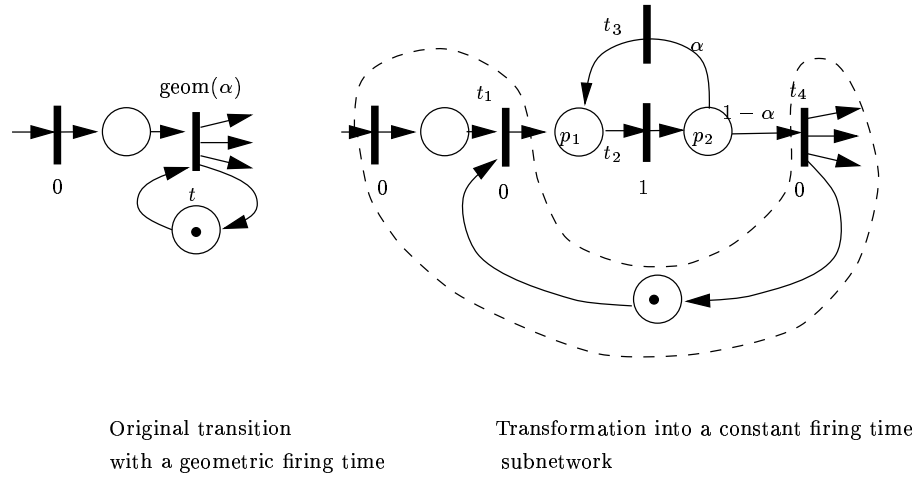 geom(α)
t
0
t₁
t₃
α
t₄
1 − α
p₁
p₂
t₂
0
0
1
0
Original transition
with a geometric firing time
Transformation into a constant firing time
subnetwork